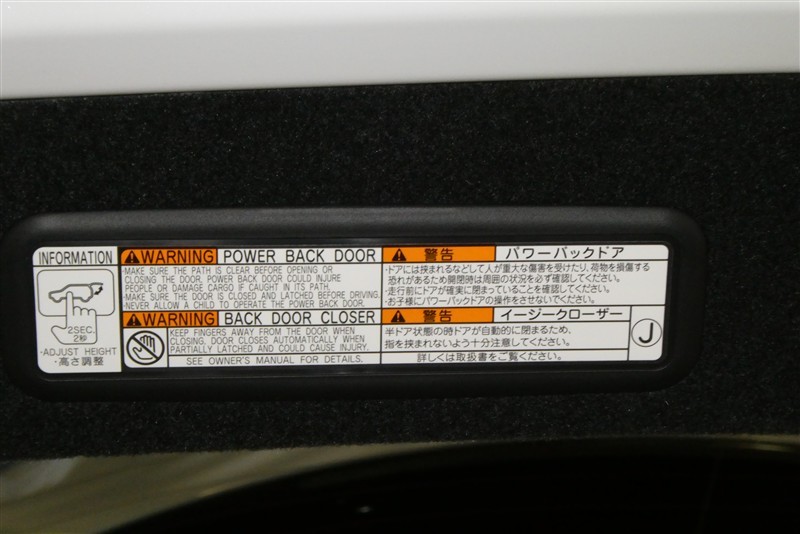 INFORMATION
2SEC.
2秒
·ADJUST HEIGHT
·高さ調整
WARNING POWER BACK DOOR
·MAKE SURE THE PATH IS CLEAR BEFORE OPENING OR
CLOSING THE DOOR. POWER BACK DOOR COULD INJURE
PEOPLE OR DAMAGE CARGO IF CAUGHT IN ITS PATH.
·MAKE SURE THE DOOR IS CLOSED AND LATCHED BEFORE DRIVING.
·NEVER ALLOW A CHILD TO OPERATE THE POWER BACK DOOR.
WARNING BACK DOOR CLOSER
KEEP FINGERS AWAY FROM THE DOOR WHEN
CLOSING. DOOR CLOSES AUTOMATICALLY WHEN
PARTIALLY LATCHED AND COULD CAUSE INJURY.
SEE OWNER'S MANUAL FOR DETAILS.
警告 パワーバックドア
·ドアには挟まれるなどして人が重大な傷害を受けたり、荷物を損傷する
恐れがあるため開閉時は周囲の状況を必ず確認してください。
·走行前にドアが確実に閉まっていることを確認してください。
·お子様にパワーバックドアの操作をさせないでください。
警告 イージークローザー
半ドア状態の時ドアが自動的に閉まるため、
指を挟まれないよう十分注意してください。
詳しくは取扱書をご覧ください。
J